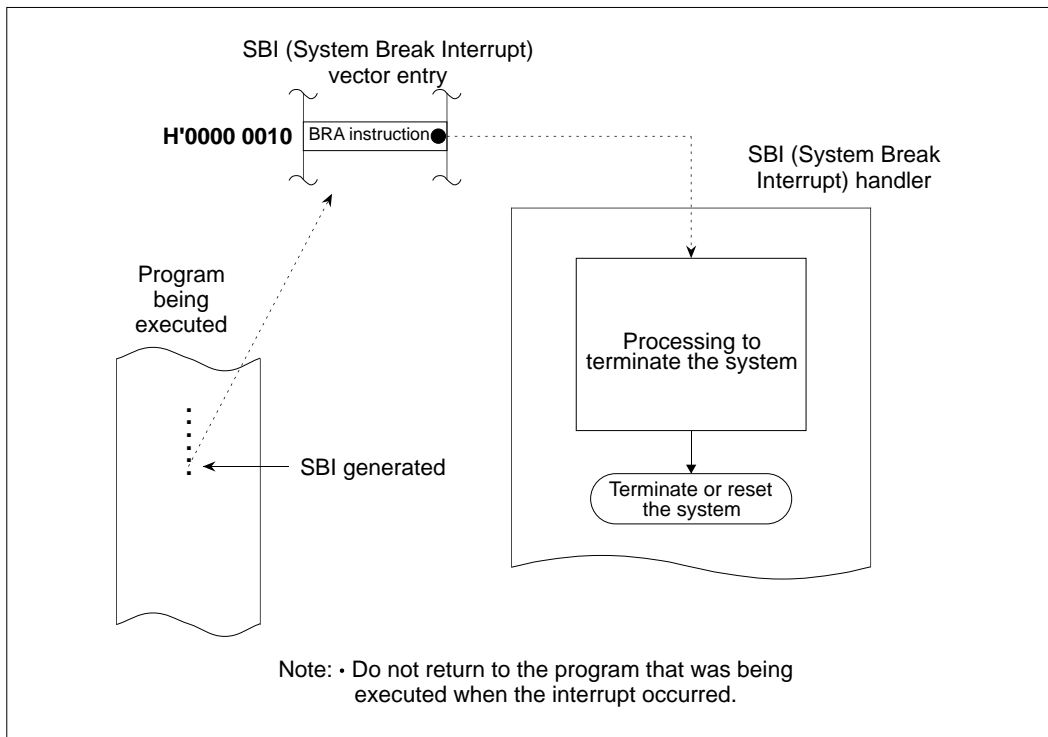 SBI (System Break Interrupt)
vector entry
H'0000 0010
BRA instruction
SBI (System Break
Interrupt) handler
Program
being
executed
Processing to
terminate the system
SBI generated
Terminate or reset
the system
Note: • Do not return to the program that was being
executed when the interrupt occurred.